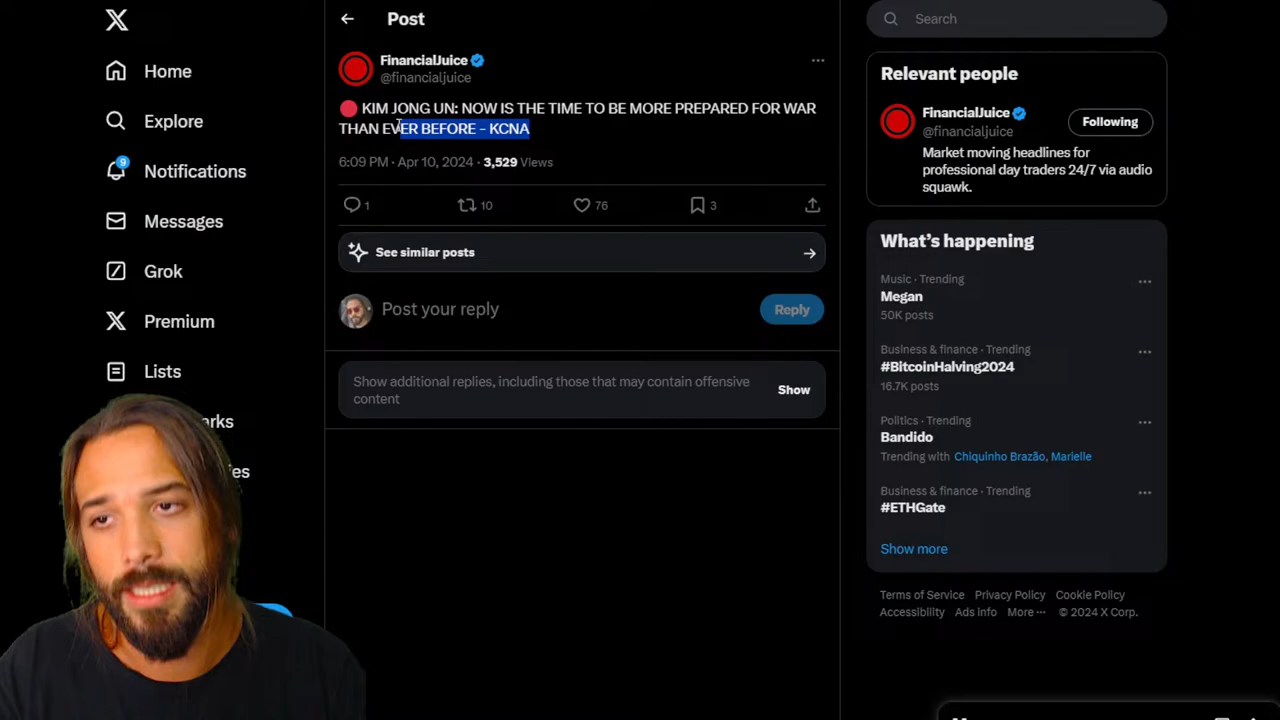 Home
Explore
9
Notifications
Messages
Grok
Premium
Lists
Post
FinancialJuice
@financialjuice
KIM JONG UN: NOW IS THE TIME TO BE MORE PREPARED FOR WAR
THAN EVER BEFORE – KCNA
6:09 PM · Apr 10, 2024 · 3,529 Views
1 10 76 3
See similar posts
Post your reply
Reply
Show additional replies, including those that may contain offensive
content
Show
Search
Relevant people
FinancialJuice
@financialjuice
Following
Market moving headlines for
professional day traders 24/7 via audio
squawk.
What's happening
Music · Trending
Megan
50K posts
Business & finance · Trending
#BitcoinHalving2024
16.7K posts
Politics · Trending
Bandido
Trending with Chiquinho Brazão, Marielle
Business & finance · Trending
#ETHGate
Show more
Terms of Service Privacy Policy Cookie Policy
Accessibility Ads info More ··· © 2024 X Corp.